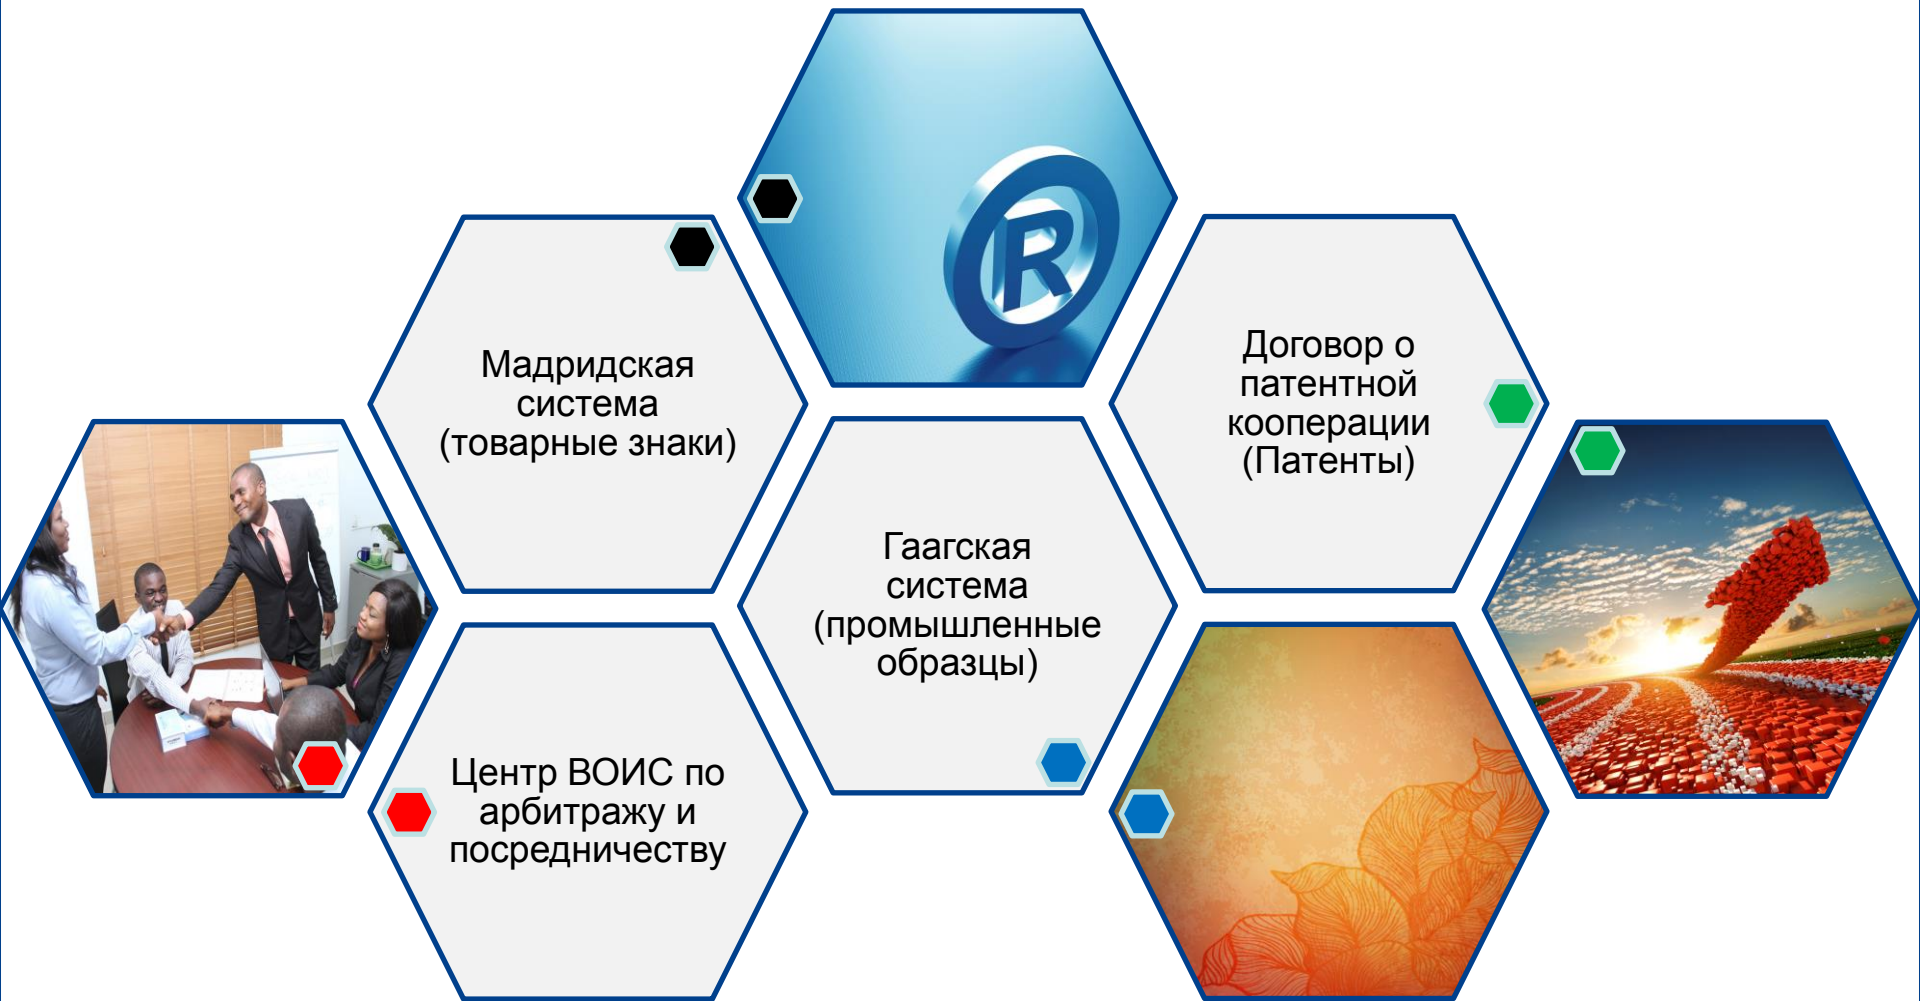 ®
Мадридская
система
(товарные знаки)
Договор о
патентной
кооперации
(Патенты)
Гаагская
система
(промышленные
образцы)
Центр ВОИС по
арбитражу и
посредничеству